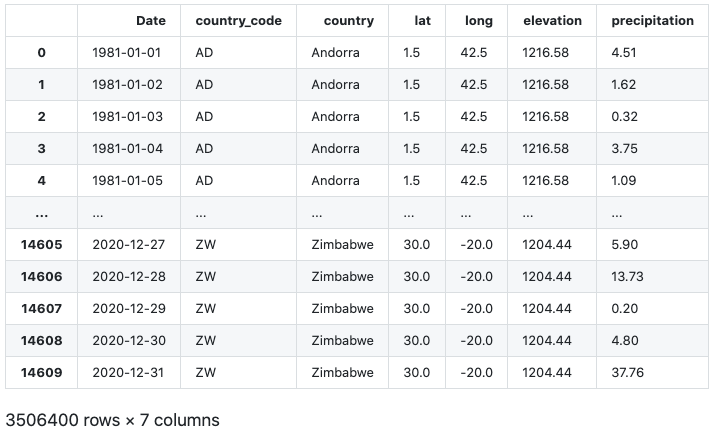 Date country_code country lat long elevation precipitation
0 1981-01-01 AD Andorra 1.5 42.5 1216.58 4.51
1 1981-01-02 AD Andorra 1.5 42.5 1216.58 1.62
2 1981-01-03 AD Andorra 1.5 42.5 1216.58 0.32
3 1981-01-04 AD Andorra 1.5 42.5 1216.58 3.75
4 1981-01-05 AD Andorra 1.5 42.5 1216.58 1.09
... ... ... ... ... ... ... ...
14605 2020-12-27 ZW Zimbabwe 30.0 -20.0 1204.44 5.90
14606 2020-12-28 ZW Zimbabwe 30.0 -20.0 1204.44 13.73
14607 2020-12-29 ZW Zimbabwe 30.0 -20.0 1204.44 0.20
14608 2020-12-30 ZW Zimbabwe 30.0 -20.0 1204.44 4.80
14609 2020-12-31 ZW Zimbabwe 30.0 -20.0 1204.44 37.76
3506400 rows × 7 columns